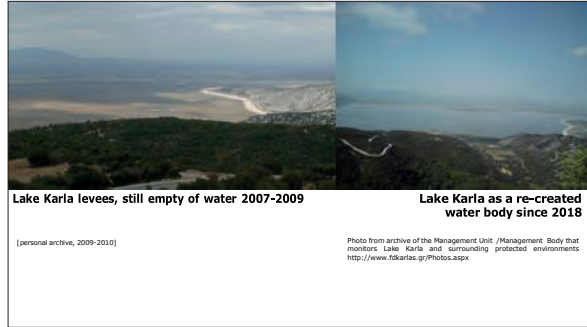 Lake Karla levees, still empty of water 2007-2009
[personal archive, 2009-2010]
Lake Karla as a re-created
water body since 2018
Photo from archive of the Management Unit /Management Body that
monitors Lake Karla and surrounding protected environments
http://www.fdkarlas.gr/Photos.aspx